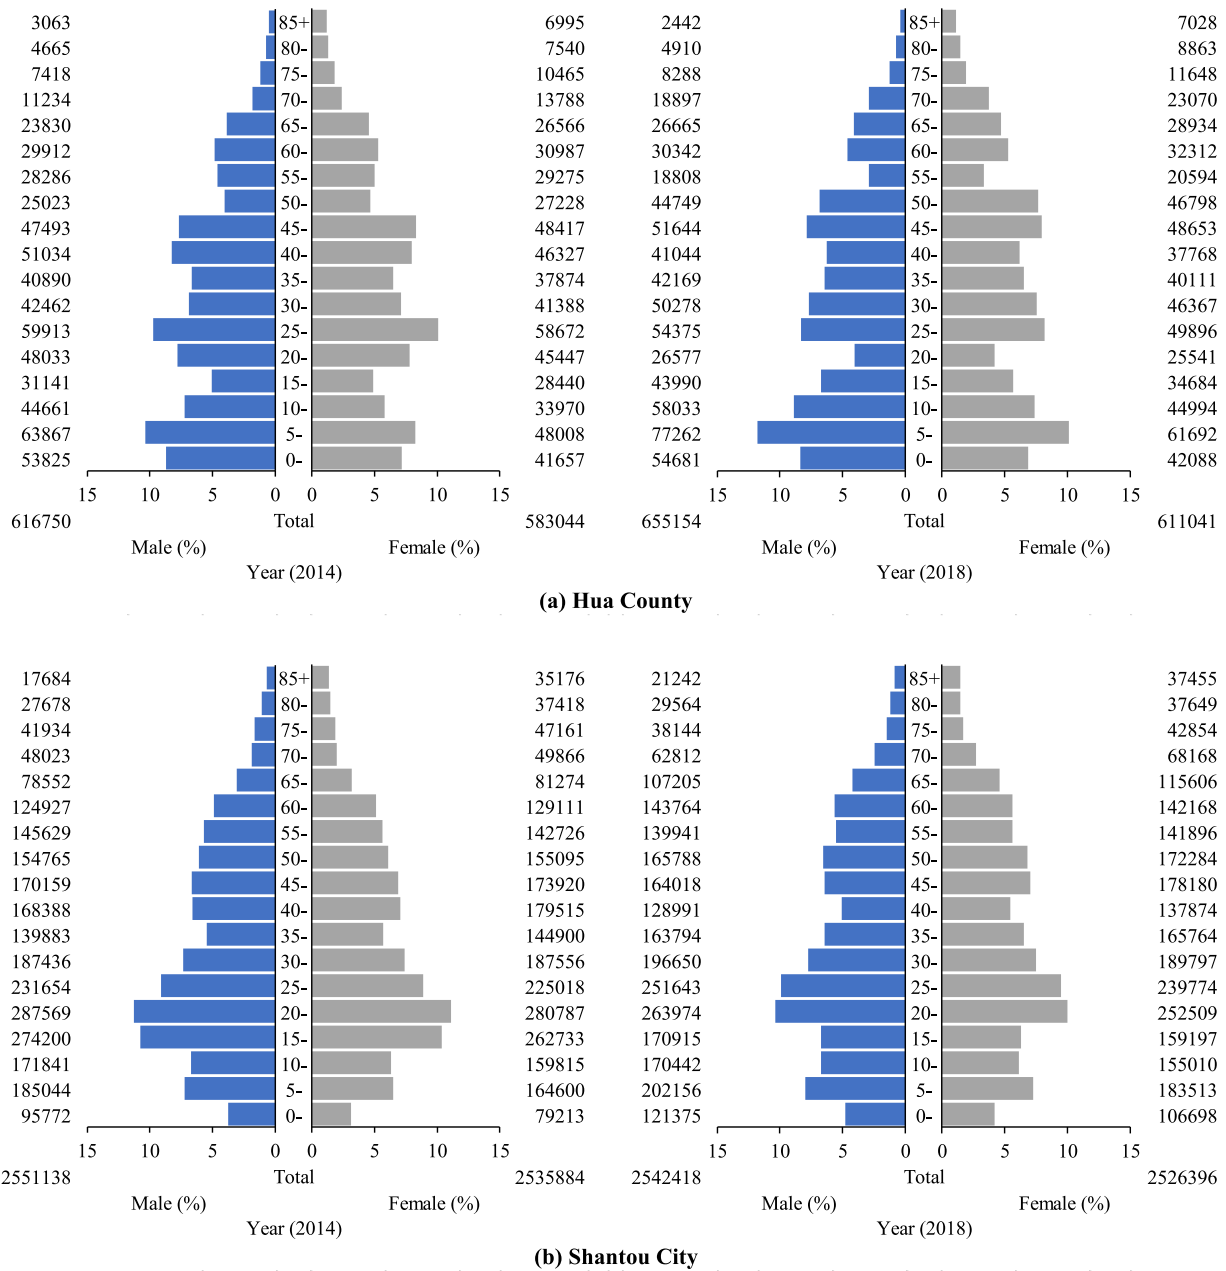 3063 85+ 6995 2442 85+ 7028
4665 80- 7540 4910 80- 8863
7418 75- 10465 8288 75- 11648
11234 70- 13788 18897 70- 23070
23830 65- 26566 26665 65- 28934
29912 60- 30987 30342 60- 32312
28286 55- 29275 18808 55- 20594
25023 50- 27228 44749 50- 46798
47493 45- 48417 51644 45- 48653
51034 40- 46327 41044 40- 37768
40890 35- 37874 42169 35- 40111
42462 30- 41388 50278 30- 46367
59913 25- 58672 54375 25- 49896
48033 20- 45447 26577 20- 25541
31141 15- 28440 43990 15- 34684
44661 10- 33970 58033 10- 44994
63867 5- 48008 77262 5- 61692
53825 0- 41657 54681 0- 42088
15 10 5 0 0 5 10 15 15 10 5 0 0 5 10 15
616750 Total 583044 655154 Total 611041
Male (%) Female (%) Male (%) Female (%)
Year (2014) Year (2018)
(a) Hua County
17684 85+ 35176 21242 85+ 37455
27678 80- 37418 29564 80- 37649
41934 75- 47161 38144 75- 42854
48023 70- 49866 62812 70- 68168
78552 65- 81274 107205 65- 115606
124927 60- 129111 143764 60- 142168
145629 55- 142726 139941 55- 141896
154765 50- 155095 165788 50- 172284
170159 45- 173920 164018 45- 178180
168388 40- 179515 128991 40- 137874
139883 35- 144900 163794 35- 165764
187436 30- 187556 196650 30- 189797
231654 25- 225018 251643 25- 239774
287569 20- 280787 263974 20- 252509
274200 15- 262733 170915 15- 159197
171841 10- 159815 170442 10- 155010
185044 5- 164600 202156 5- 183513
95772 0- 79213 121375 0- 106698
15 10 5 0 0 5 10 15 15 10 5 0 0 5 10 15
2551138 Total 2535884 2542418 Total 2526396
Male (%) Female (%) Male (%) Female (%)
Year (2014) Year (2018)
(b) Shantou City